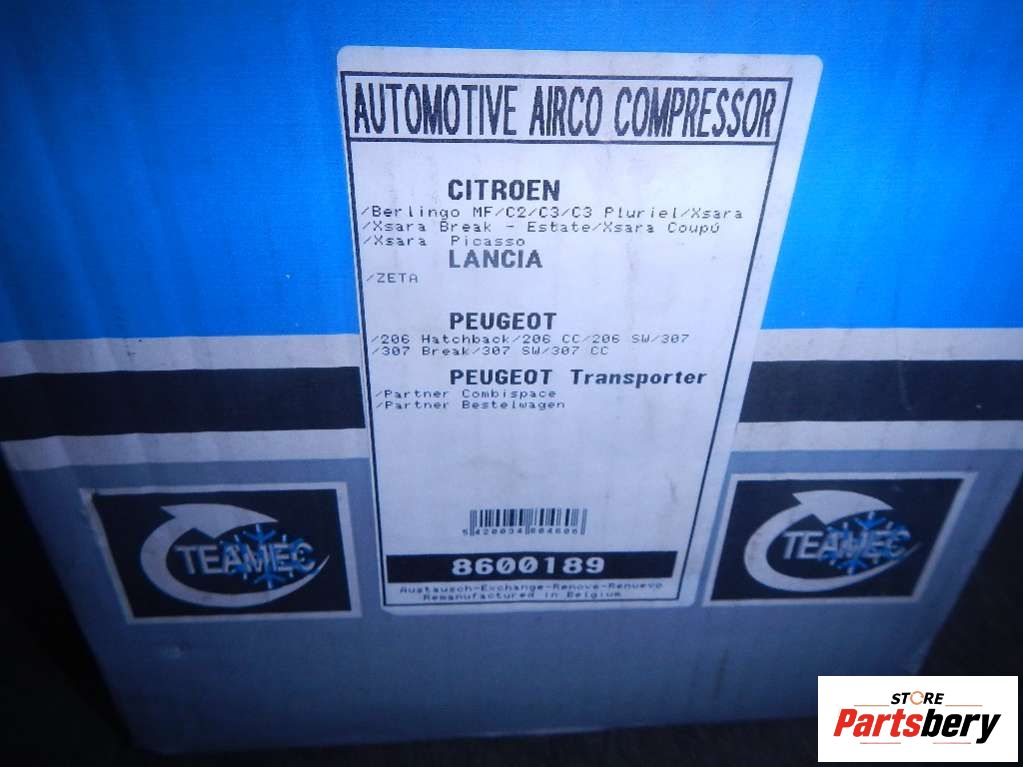 AUTOMOTIVE AIRCO COMPRESSOR
CITROEN
/Berlingo MF/C2/C3/C3 Pluriel/Xsara
/Xsara Break - Estate/Xsara Coupú
/Xsara Picasso
LANCIA
/ZETA
PEUGEOT
/206 Hatchback/206 CC/206 SW/307
/307 Break/307 SW/307 CC
PEUGEOT Transporter
/Partner Combispace
/Partner Bestelwagen
5420034604606
8600189
Austausch-Exchange-Renove-Renuevo
Remanufactured in Belgium
TEAMEC
TEAMEC
STORE
Partsbery